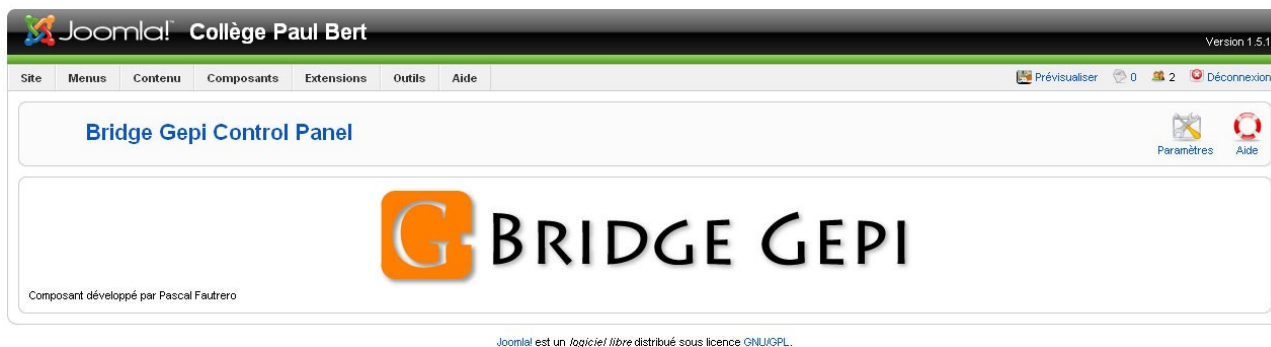 Joomla!™ Collège Paul Bert
Version 1.5.1
Site Menus Contenu Composants Extensions Outils Aide Prévisualiser 0 2 Déconnexion
Bridge Gepi Control Panel
Paramètres Aide
G BRIDGE GEPI
Composant développé par Pascal Fautrero
Joomla! est un logiciel libre distribué sous licence GNU/GPL.